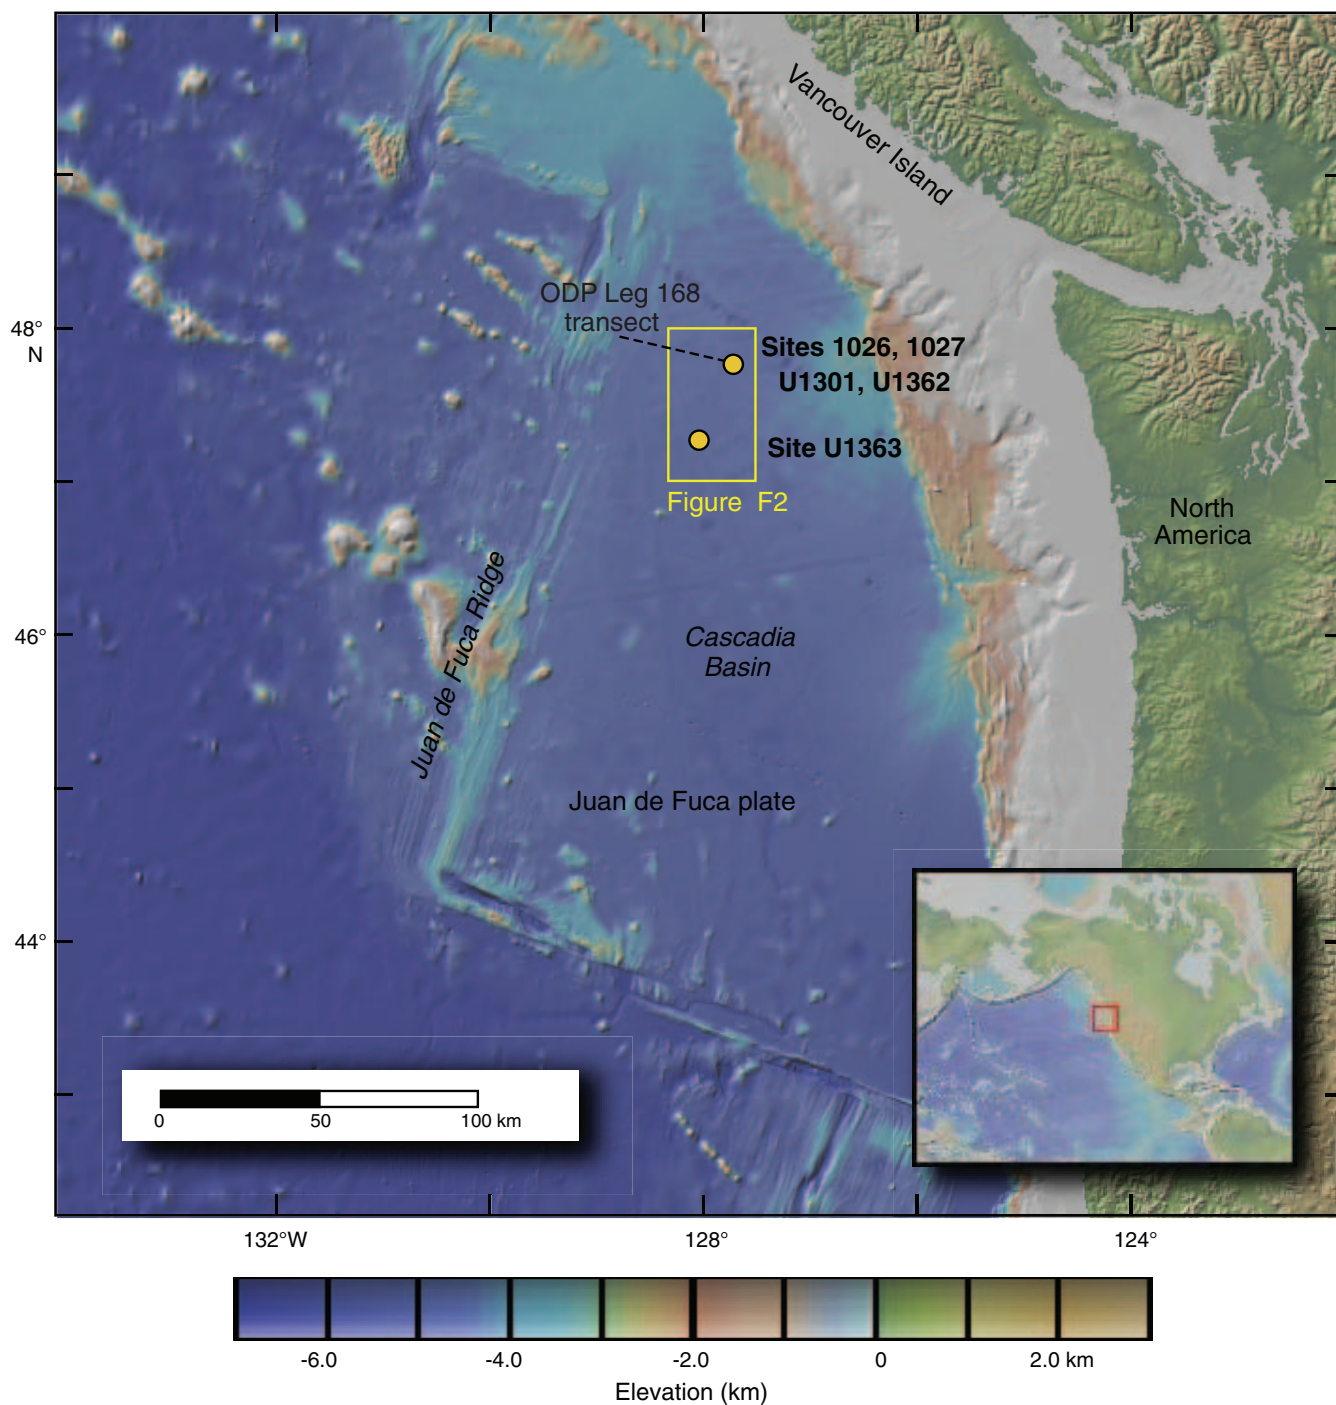 Vancouver Island
ODP Leg 168
transect
48°
N
Sites 1026, 1027
U1301, U1362
Site U1363
Figure F2
North
America
Juan de Fuca Ridge
46°
Cascadia
Basin
Juan de Fuca plate
44°
0 50 100 km
132°W 128° 124°
-6.0 -4.0 -2.0 0 2.0 km
Elevation (km)